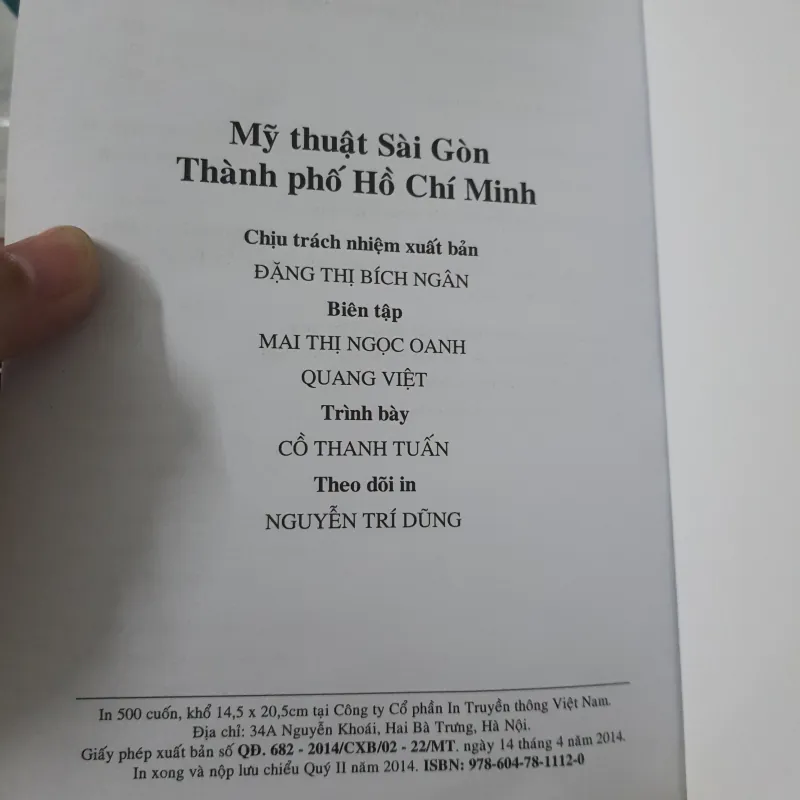 Mỹ thuật Sài Gòn
Thành phố Hồ Chí Minh
Chịu trách nhiệm xuất bản
ĐẶNG THỊ BÍCH NGÂN
Biên tập
MAI THỊ NGỌC OANH
QUANG VIỆT
Trình bày
CỒ THANH TUẤN
Theo dõi in
NGUYỄN TRÍ DŨNG
In 500 cuốn, khổ 14,5 x 20,5cm tại Công ty Cổ phần In Truyền thông Việt Nam.
Địa chỉ: 34A Nguyễn Khoái, Hai Bà Trưng, Hà Nội.
Giấy phép xuất bản số QĐ. 682 - 2014/CXB/02 - 22/MT. ngày 14 tháng 4 năm 2014.
In xong và nộp lưu chiểu Quý II năm 2014. ISBN: 978-604-78-1112-0